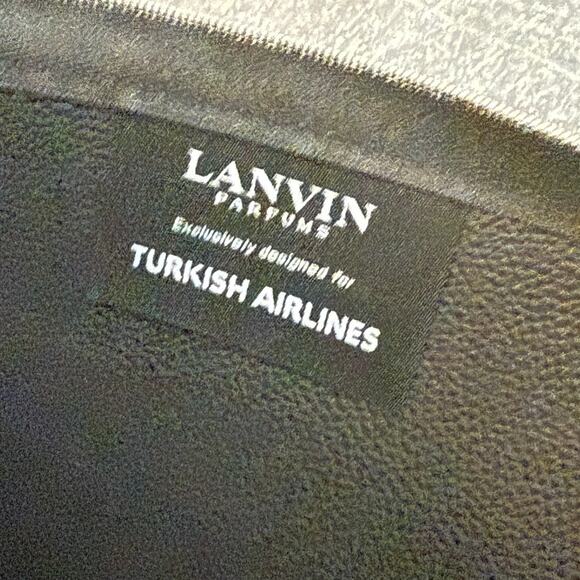 LANVIN
PARFUMS
Exclusively designed for
TURKISH AIRLINES